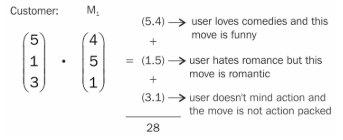 Customer: M₁
5 4 (5.4) → user loves comedies and this
move is funny
+
1 · 5 = (1.5) → user hates romance but this
move is romantic
+
3 1 (3.1) → user doesn't mind action and
the move is not action packed
28